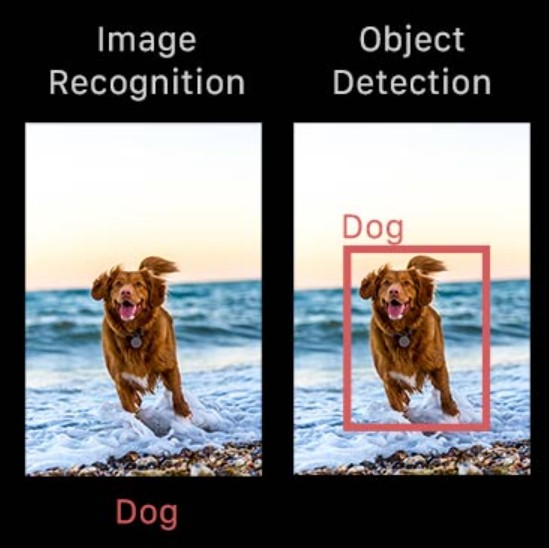 Image
Recognition
Object
Detection
Dog
Dog